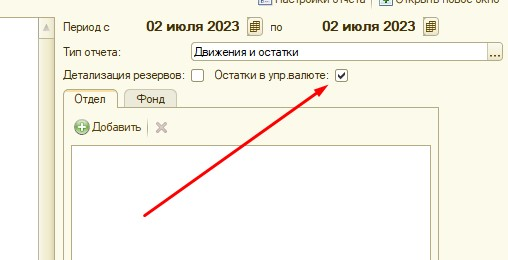 Настройки отчета Открыть новое окно
Период с 02 июля 2023 по 02 июля 2023
Тип отчета: Движения и остатки ...
Детализация резервов: Остатки в упр.валюте:
Отдел Фонд
Добавить